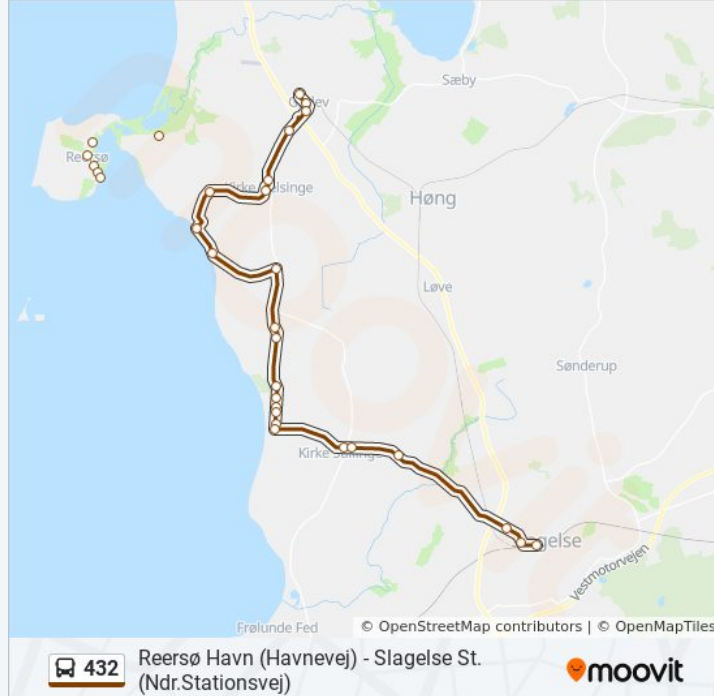 Sæby
Reersø
Høng
Løve
Sønderup
Vestmotorvejen
Frølunde Fed
© OpenStreetMap contributors | © OpenMapTiles
432
Reersø Havn (Havnevej) - Slagelse St.
(Ndr.Stationsvej)
moovit